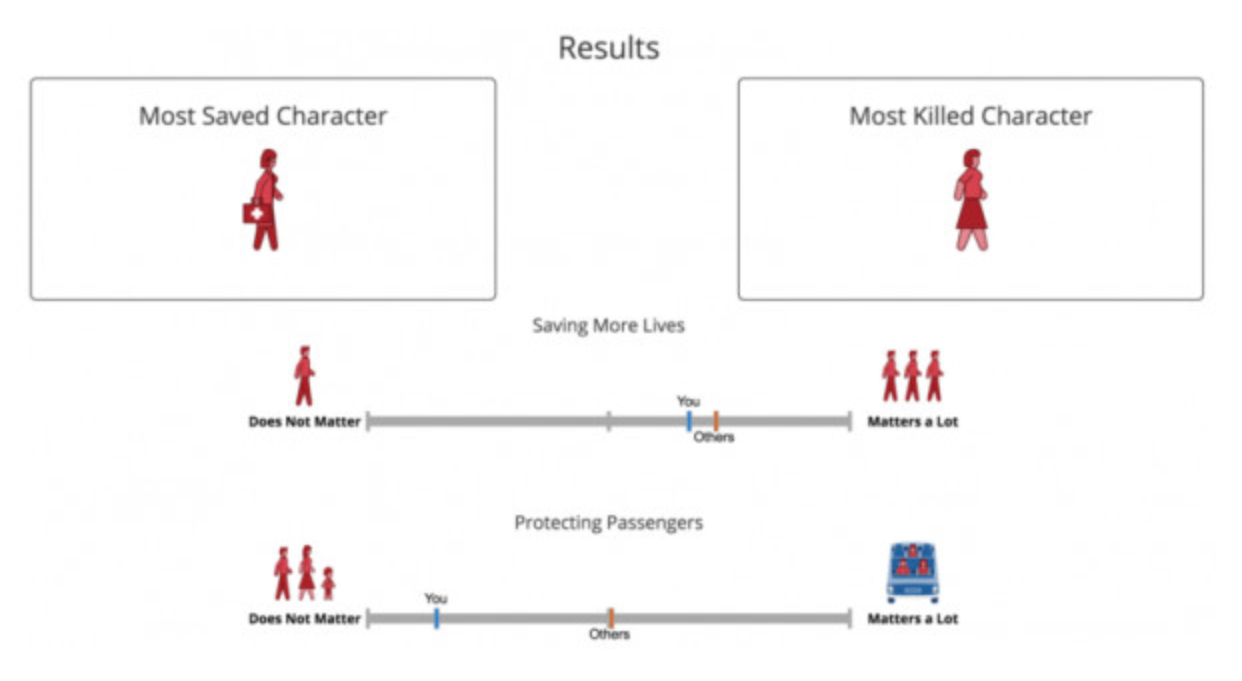 Results
Most Saved Character
Most Killed Character
Saving More Lives
You
Does Not Matter
Matters a Lot
Others
Protecting Passengers
You
Does Not Matter
Matters a Lot
Others